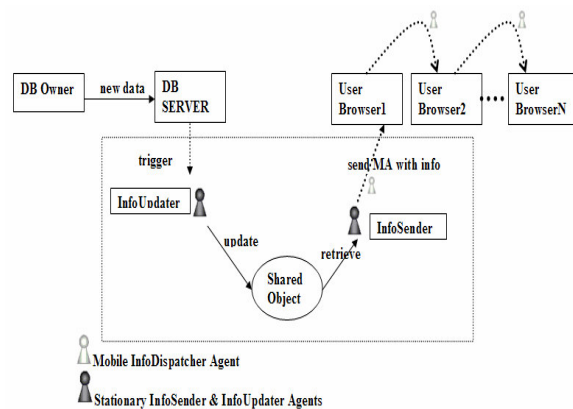 DB Owner
new data
DB
SERVER
User
Browser1
User
Browser2
User
BrowserN
trigger
send MA with info
InfoUpdater
InfoSender
update
retrieve
Shared
Object
Mobile InfoDispatcher Agent
Stationary InfoSender & InfoUpdater Agents